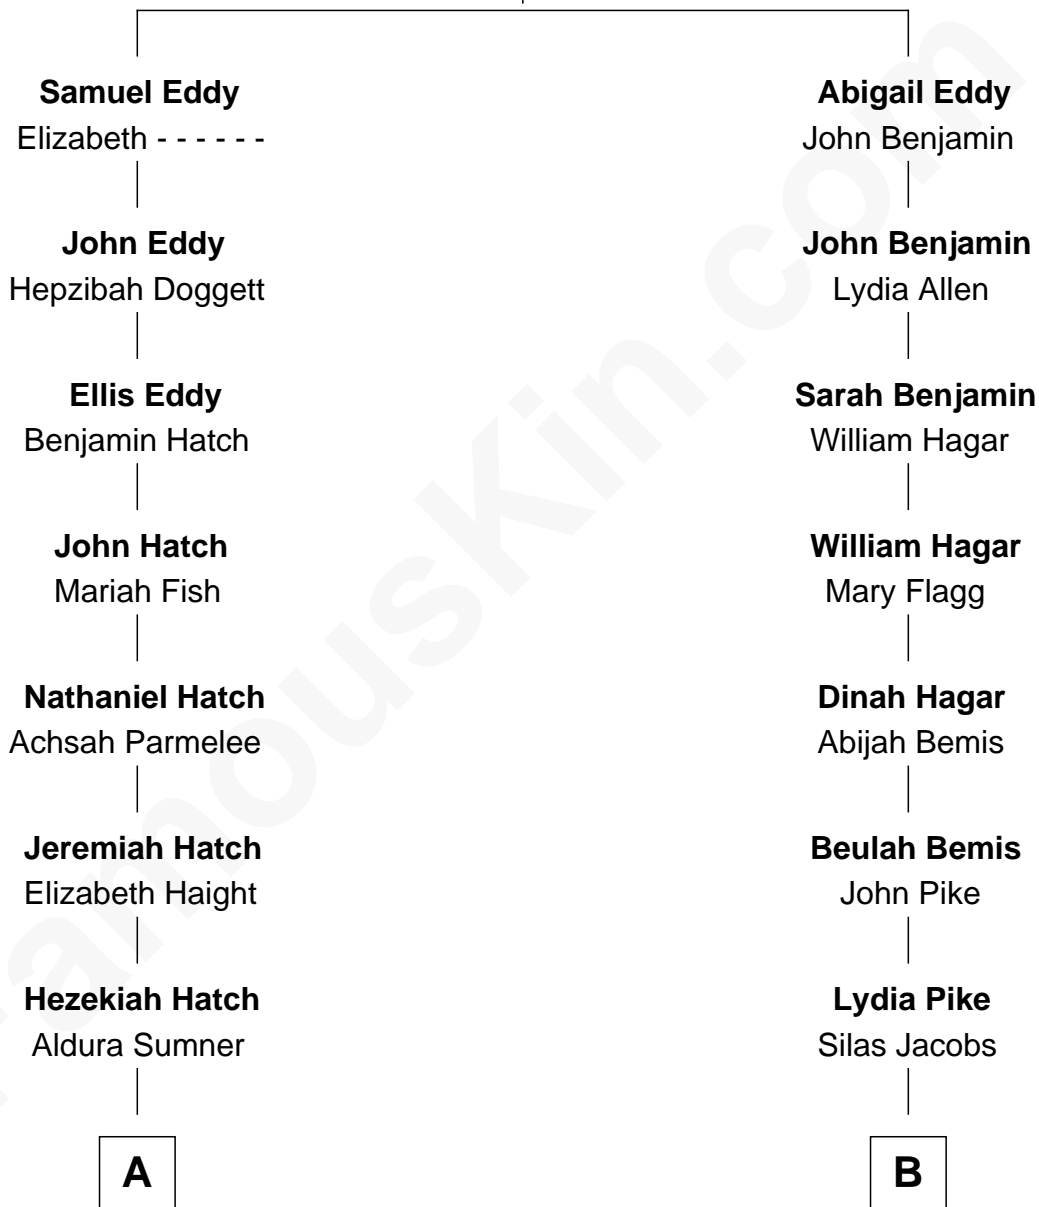 Samuel Eddy
Elizabeth - - - - - -
John Eddy
Hepzibah Doggett
Ellis Eddy
Benjamin Hatch
John Hatch
Mariah Fish
Nathaniel Hatch
Achsah Parmelee
Jeremiah Hatch
Elizabeth Haight
Hezekiah Hatch
Aldura Sumner
A
Abigail Eddy
John Benjamin
John Benjamin
Lydia Allen
Sarah Benjamin
William Hagar
William Hagar
Mary Flagg
Dinah Hagar
Abijah Bemis
Beulah Bemis
John Pike
Lydia Pike
Silas Jacobs
B
FamousKin.com